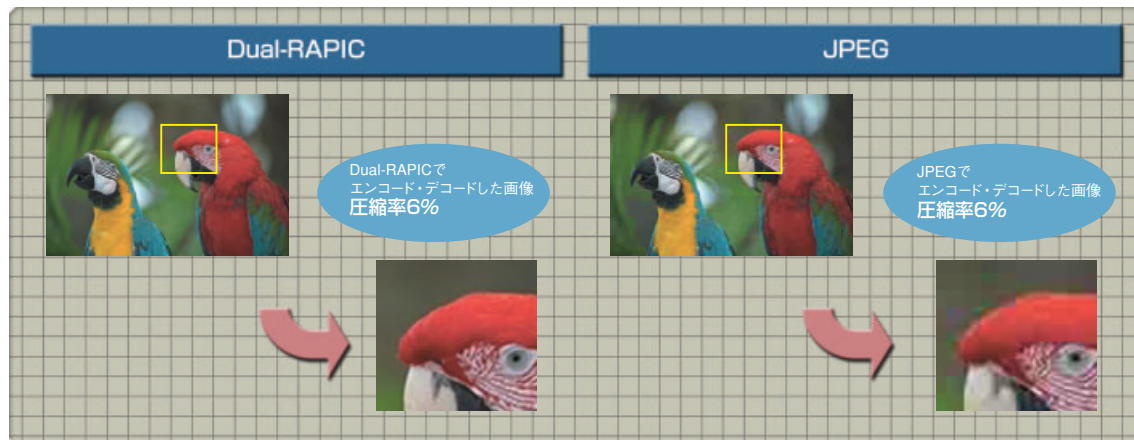 Dual-RAPIC
Dual-RAPICで
エンコード・デコードした画像
圧縮率6%
JPEG
JPEGで
エンコード・デコードした画像
圧縮率6%